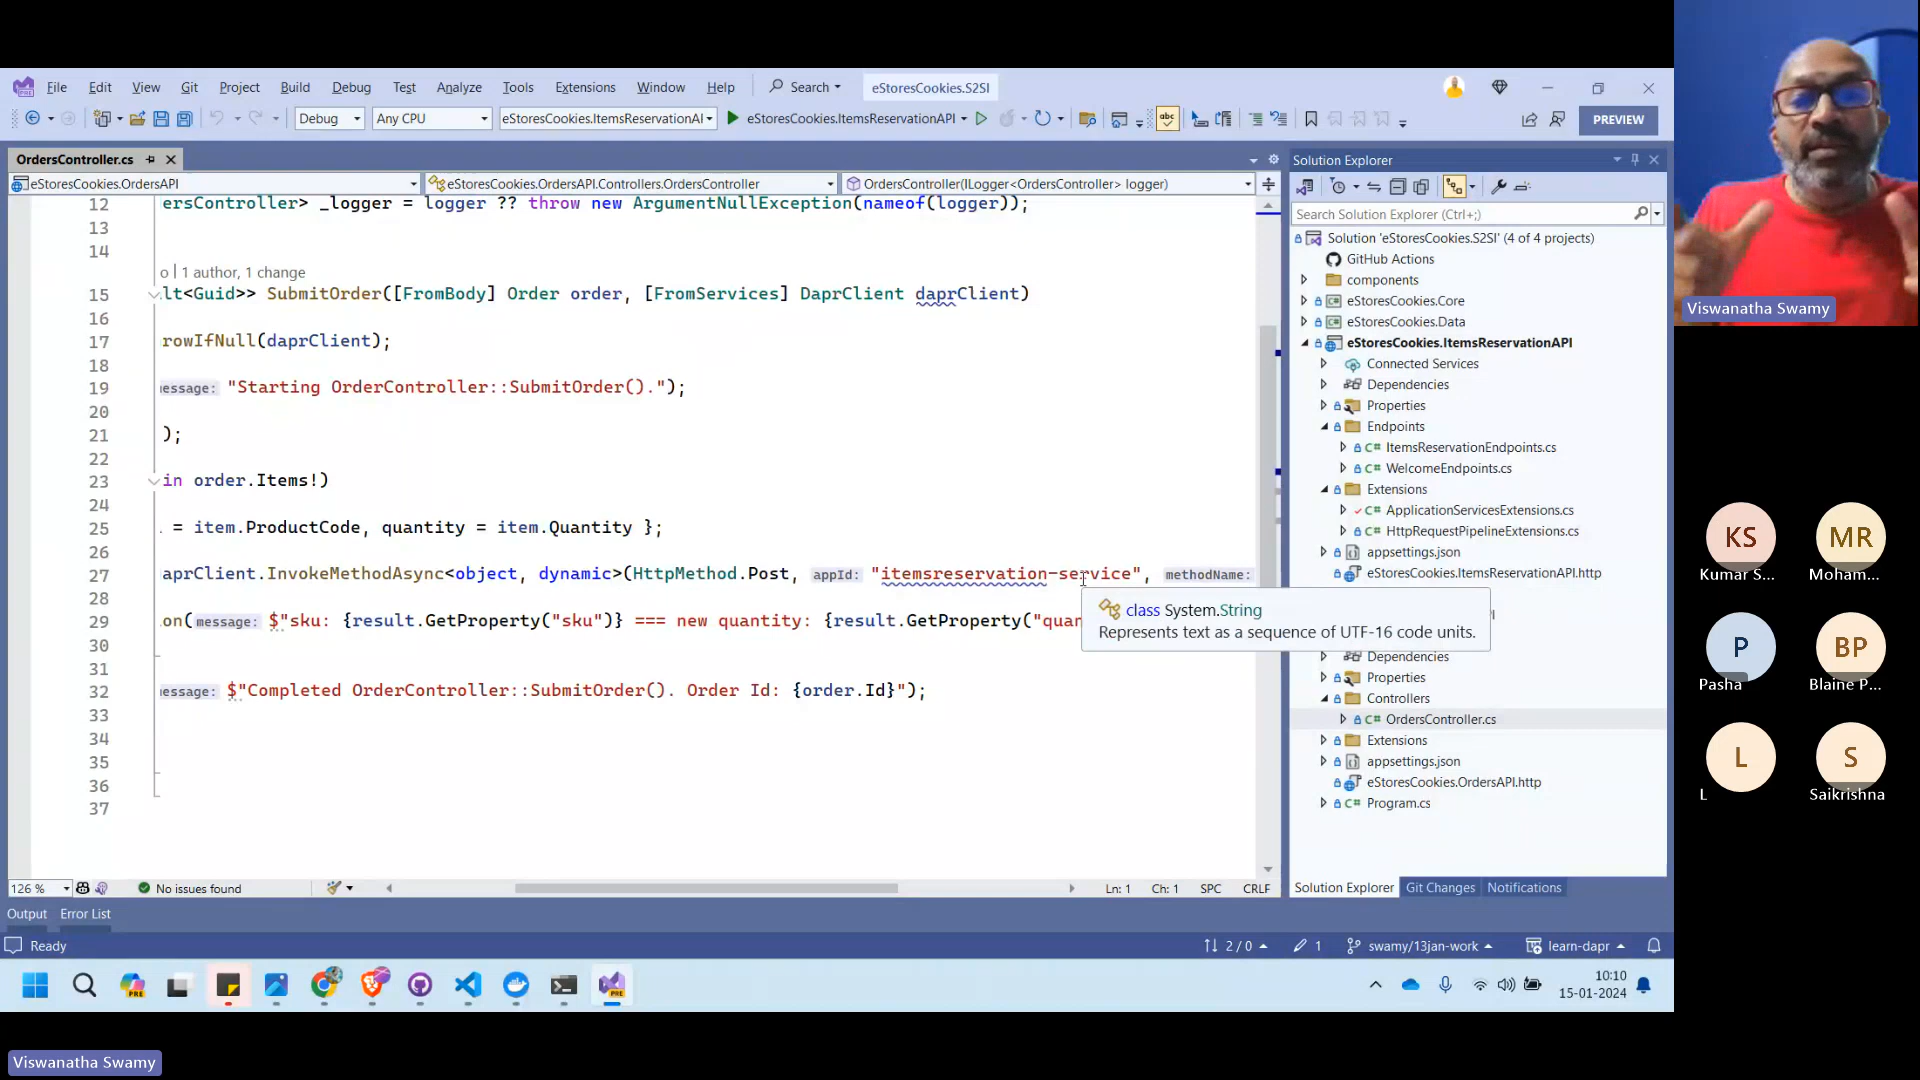 File Edit View Git Project Build Debug Test Analyze Tools Extensions Window Help Search eStoresCookies.S2SI
Debug Any CPU eStoresCookies.ItemsReservationAI eStoresCookies.ItemsReservationAPI PREVIEW
OrdersController.cs
eStoresCookies.OrdersAPI eStoresCookies.OrdersAPI.Controllers.OrdersController OrdersController(ILogger<OrdersController> logger)
12 ersController> _logger = logger ?? throw new ArgumentNullException(nameof(logger));
13
14
o | 1 author, 1 change
15 lt<Guid>> SubmitOrder([FromBody] Order order, [FromServices] DaprClient daprClient)
16
17 rowIfNull(daprClient);
18
19 essage: "Starting OrderController::SubmitOrder().");
20
21 );
22
23 in order.Items!)
24
25 . = item.ProductCode, quantity = item.Quantity };
26
27 aprClient.InvokeMethodAsync<object, dynamic>(HttpMethod.Post, appId: "itemsreservation-service", methodName:
28
29 on(message: $"sku: {result.GetProperty("sku")} === new quantity: {result.GetProperty("quan
30
31
32 essage: $"Completed OrderController::SubmitOrder(). Order Id: {order.Id}");
33
34
35
36
37
class System.String
Represents text as a sequence of UTF-16 code units.
126 % No issues found Ln: 1 Ch: 1 SPC CRLF
Solution Explorer
Search Solution Explorer (Ctrl+;)
Solution 'eStoresCookies.S2SI' (4 of 4 projects)
GitHub Actions
components
eStoresCookies.Core
eStoresCookies.Data
eStoresCookies.ItemsReservationAPI
Connected Services
Dependencies
Properties
Endpoints
ItemsReservationEndpoints.cs
WelcomeEndpoints.cs
Extensions
ApplicationServicesExtensions.cs
HttpRequestPipelineExtensions.cs
appsettings.json
eStoresCookies.ItemsReservationAPI.http
Dependencies
Properties
Controllers
OrdersController.cs
Extensions
appsettings.json
eStoresCookies.OrdersAPI.http
Program.cs
Solution Explorer Git Changes Notifications
Output Error List
Ready 2 / 0 1 swamy/13jan-work learn-dapr
10:10
15-01-2024
Viswanatha Swamy
KS MR
Kumar S... Moham...
P BP
Pasha Blaine P...
L S
L Saikrishna
Viswanatha Swamy